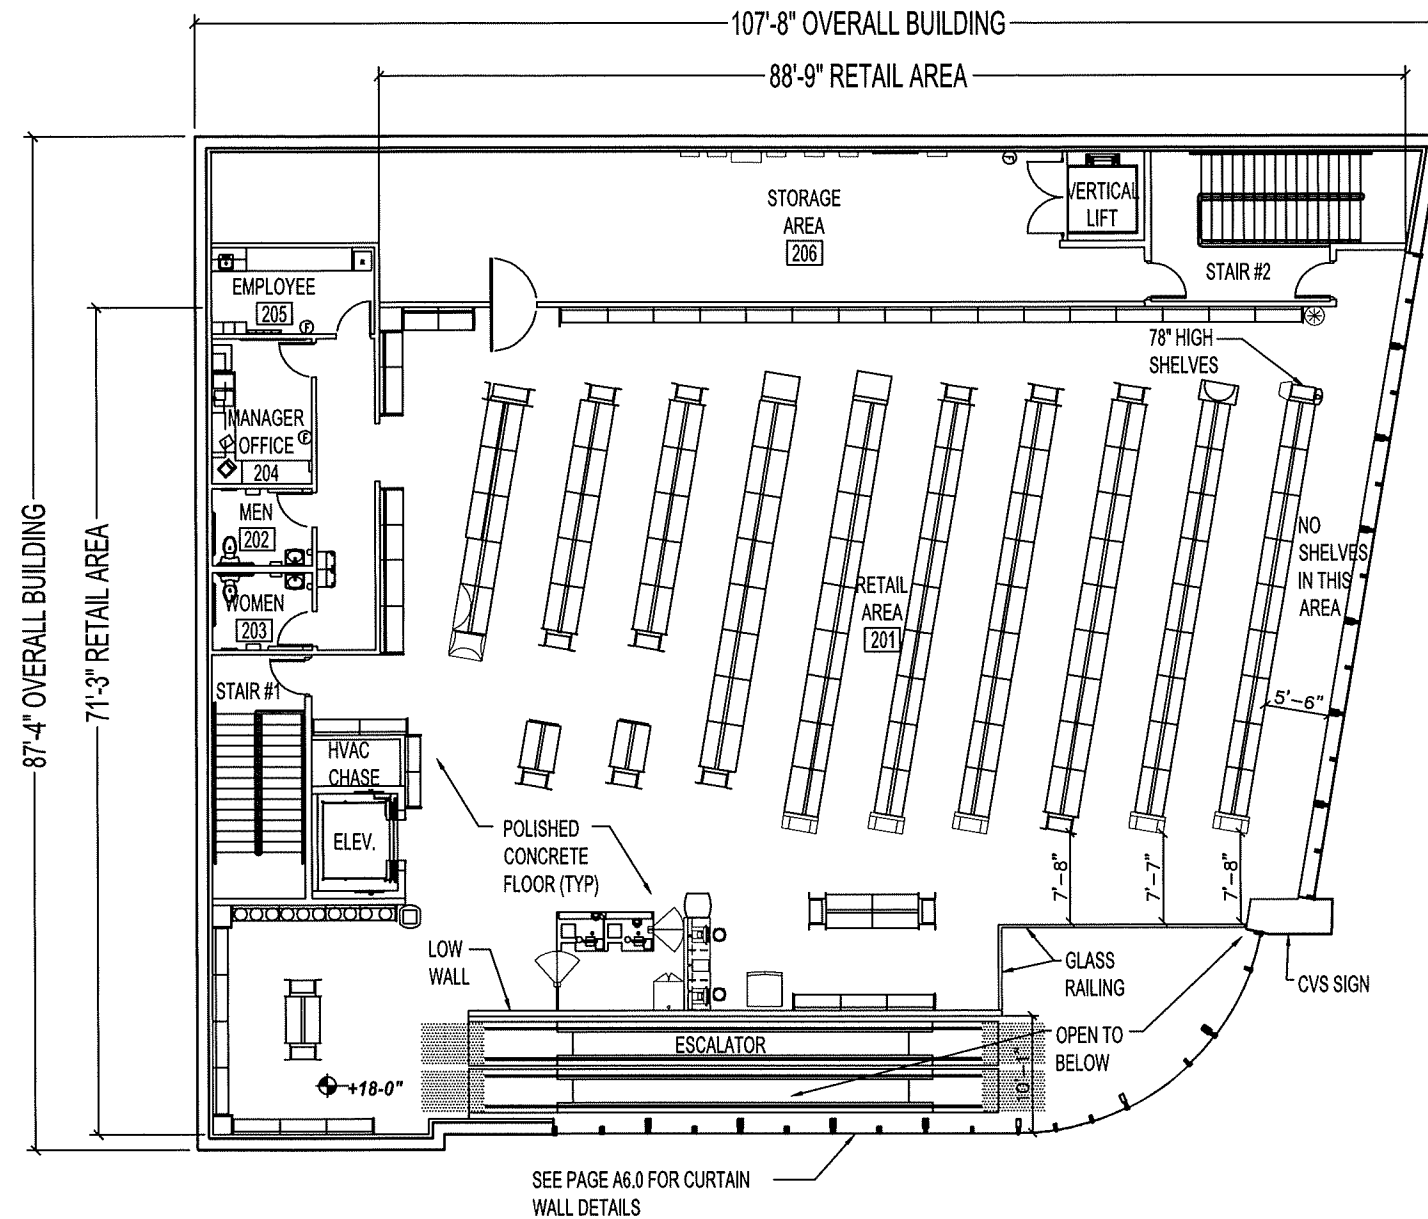 107'-8" OVERALL BUILDING
88'-9" RETAIL AREA
87'-4" OVERALL BUILDING
71'-3" RETAIL AREA
STORAGE
AREA
206
VERTICAL
LIFT
STAIR #2
EMPLOYEE
205
F
78" HIGH
SHELVES
MANAGER
OFFICE
F
204
MEN
202
WOMEN
203
NO
SHELVES
IN THIS
AREA
RETAIL
AREA
201
STAIR #1
5'-6"
HVAC
CHASE
ELEV.
POLISHED
CONCRETE
FLOOR (TYP)
7'-8"
7'-7"
7'-8"
LOW
WALL
GLASS
RAILING
CVS SIGN
ESCALATOR
OPEN TO
BELOW
+18-0"
SEE PAGE A6.0 FOR CURTAIN
WALL DETAILS